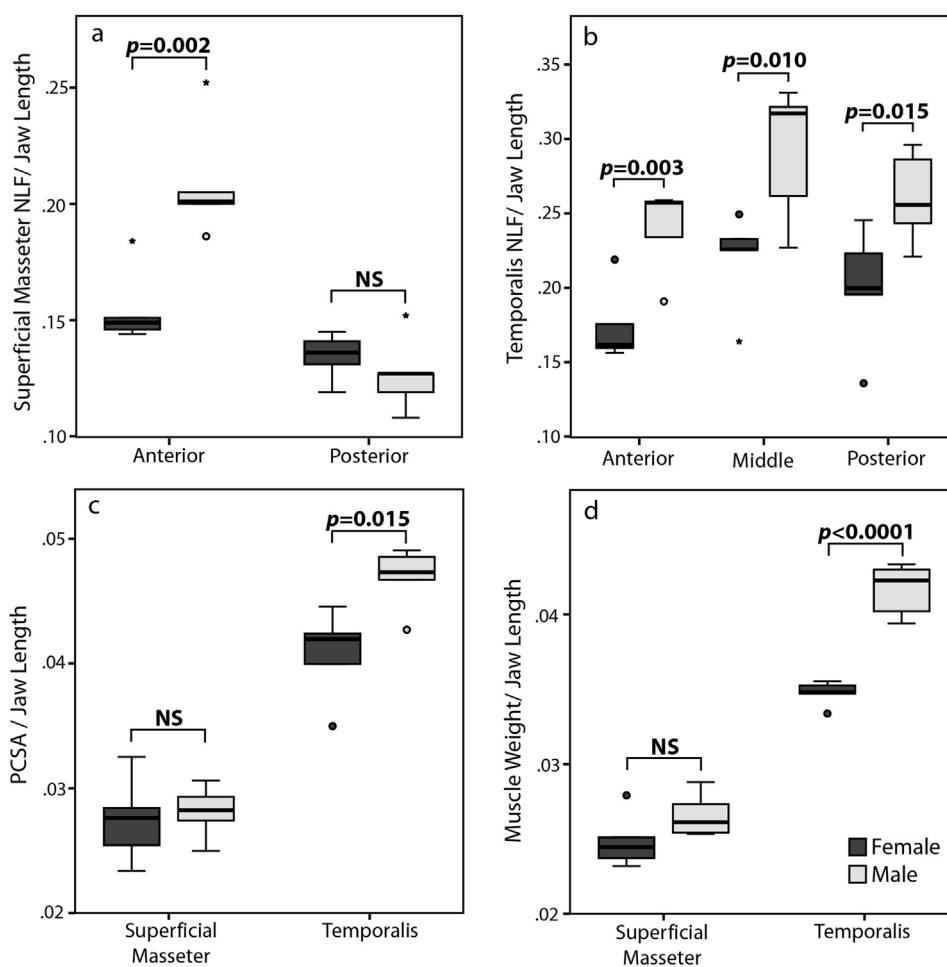 a
p=0.002
*
*
NS
*
.25
.20
.15
.10
Superficial Masseter NLF/ Jaw Length
Anterior
Posterior
b
p=0.010
p=0.015
p=0.003
*
.35
.30
.25
.20
.15
.10
Temporalis NLF/ Jaw Length
Anterior
Middle
Posterior
c
p=0.015
NS
.05
.04
.03
.02
PCSA / Jaw Length
Superficial
Masseter
Temporalis
d
p<0.0001
NS
.04
.03
.02
Muscle Weight/ Jaw Length
Female
Male
Superficial
Masseter
Temporalis